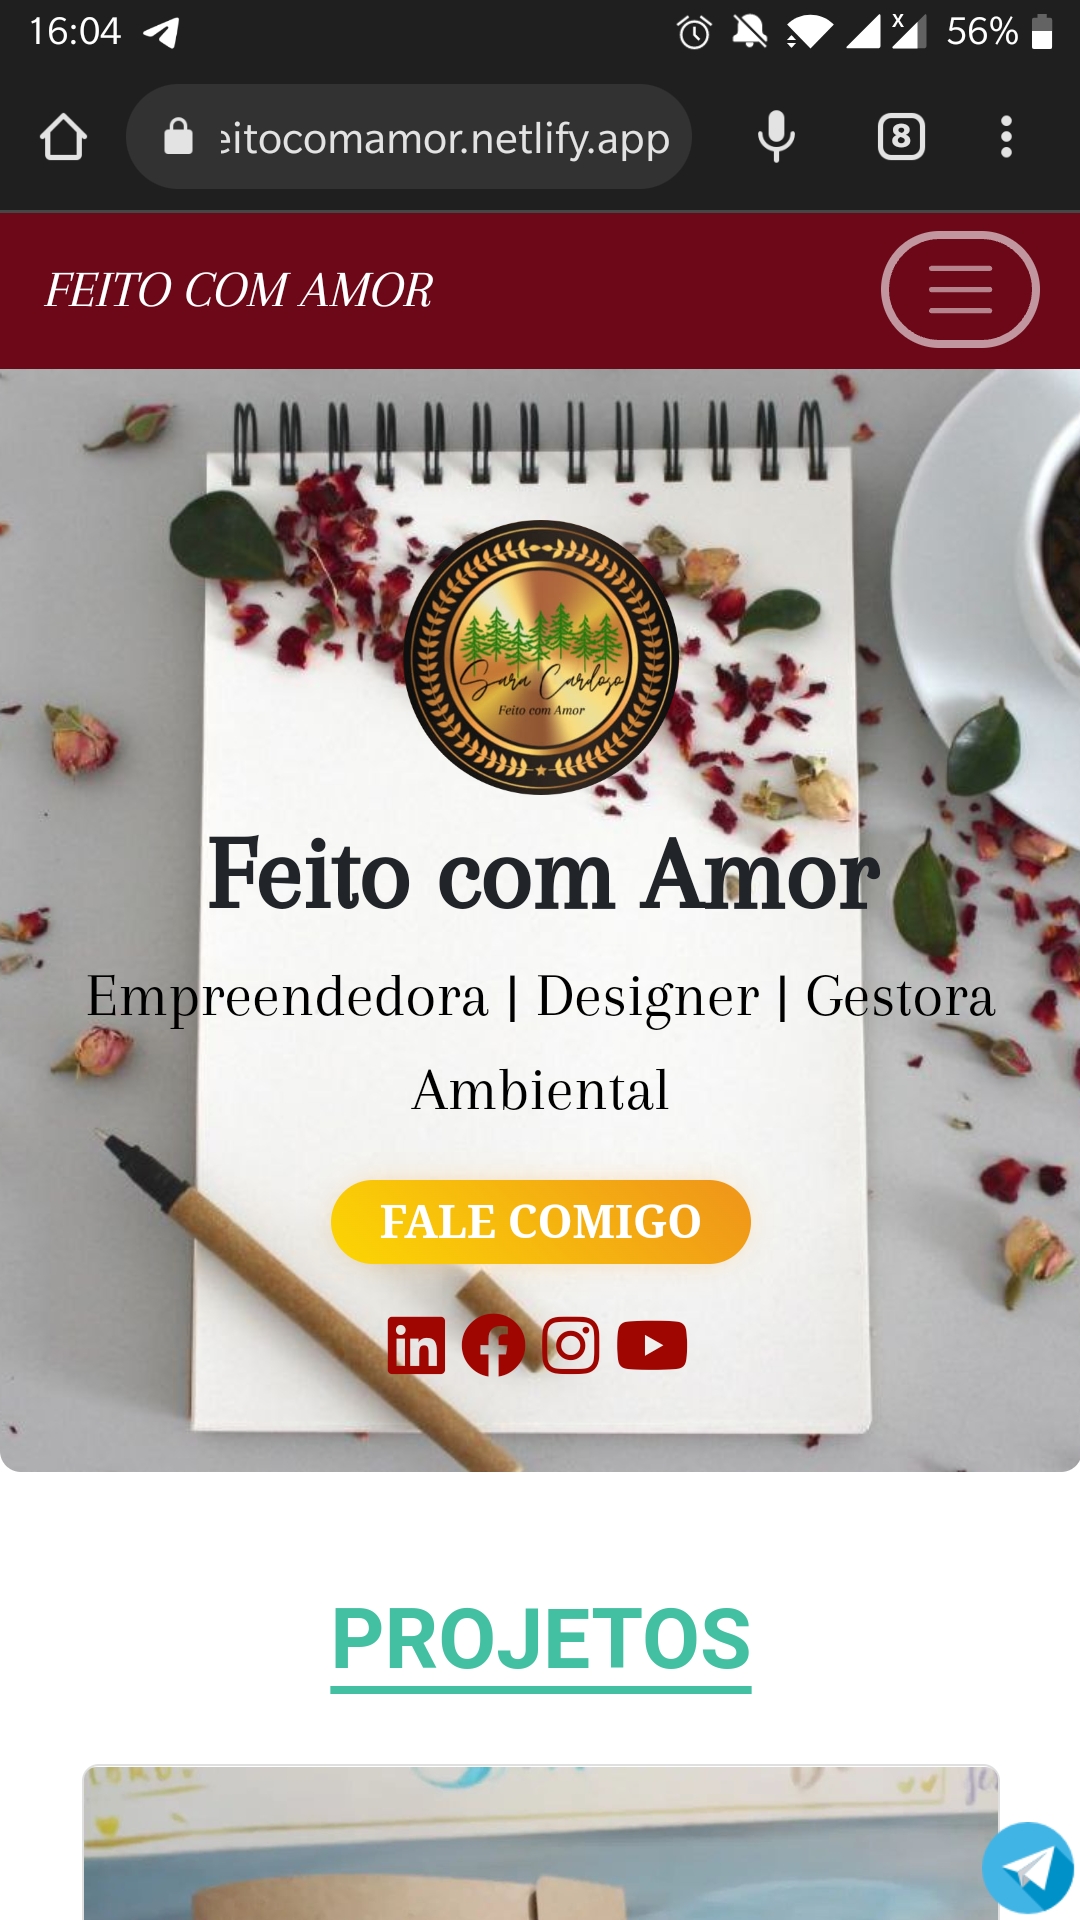 16:04
56%
eitocomamor.netlify.app
8
FEITO COM AMOR
Sara Cardoso
Feito com Amor
Feito com Amor
Empreendedora | Designer | Gestora
Ambiental
FALE COMIGO
in
PROJETOS